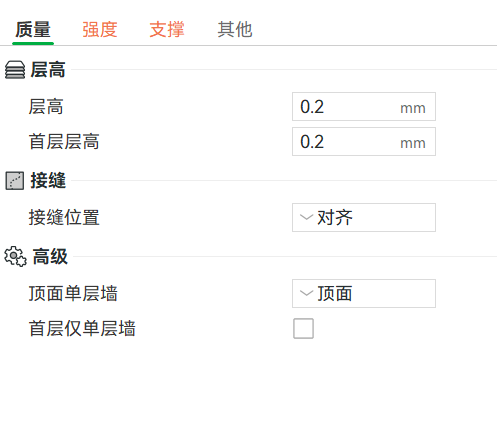 质量 强度 支撑 其他
层高
层高 0.2 mm
首层层高 0.2 mm
接缝
接缝位置 对齐
高级
顶面单层墙 顶面
首层仅单层墙